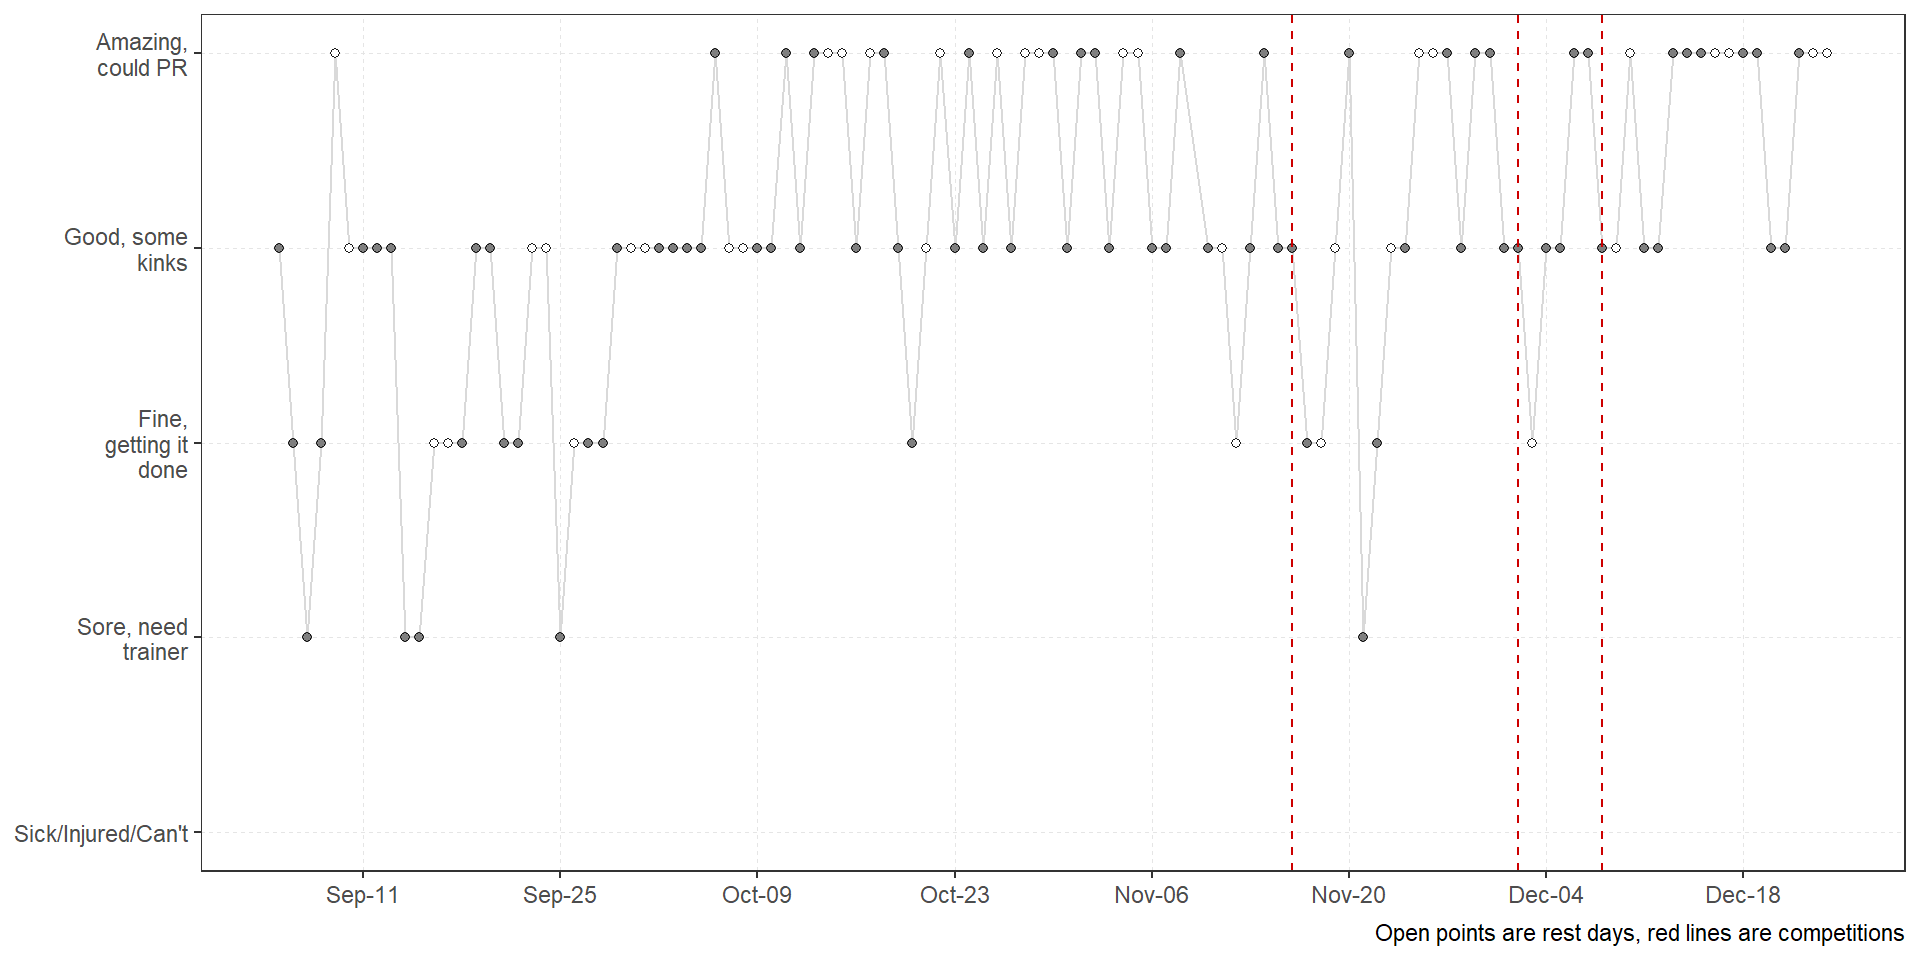 Amazing,
could PR
Good, some
kinks
Fine,
getting it
done
Sore, need
trainer
Sick/Injured/Can't
Sep-11
Sep-25
Oct-09
Oct-23
Nov-06
Nov-20
Dec-04
Dec-18
Open points are rest days, red lines are competitions